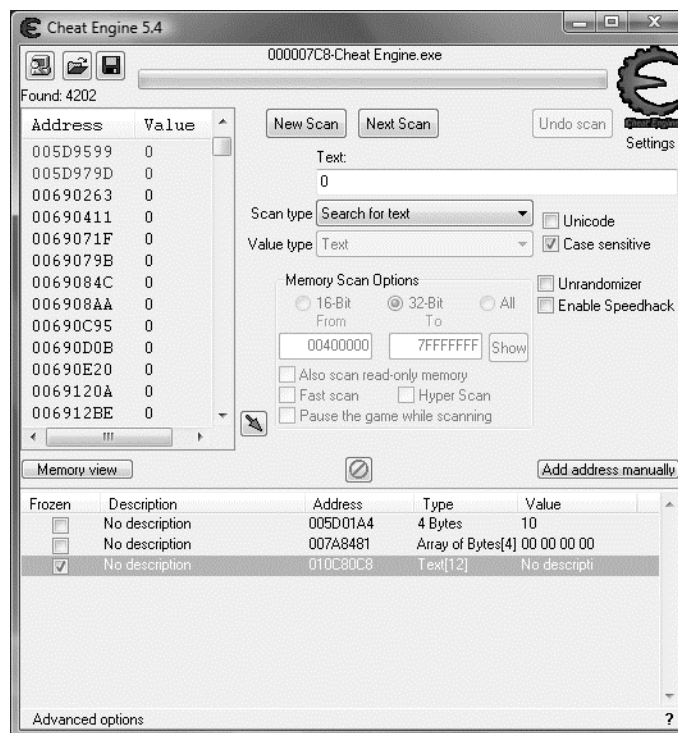 Cheat Engine 5.4
000007C8-Cheat Engine.exe
Found: 4202
Address Value
005D9599 0
005D979D 0
00690263 0
00690411 0
0069071F 0
0069079B 0
0069084C 0
006908AA 0
00690C95 0
00690D0B 0
00690E20 0
0069120A 0
006912BE 0
New Scan Next Scan Undo scan
Cheat Engine
Settings
Text:
0
Scan type Search for text
Value type Text
Unicode
Case sensitive
Memory Scan Options
16-Bit 32-Bit All
From To
00400000 7FFFFFFF Show
Also scan read-only memory
Fast scan Hyper Scan
Pause the game while scanning
Unrandomizer
Enable Speedhack
Memory view Add address manually
Frozen Description Address Type Value
No description 005D01A4 4 Bytes 10
No description 007A8481 Array of Bytes[4] 00 00 00 00
No description 010C80C8 Text[12] No descripti
Advanced options ?